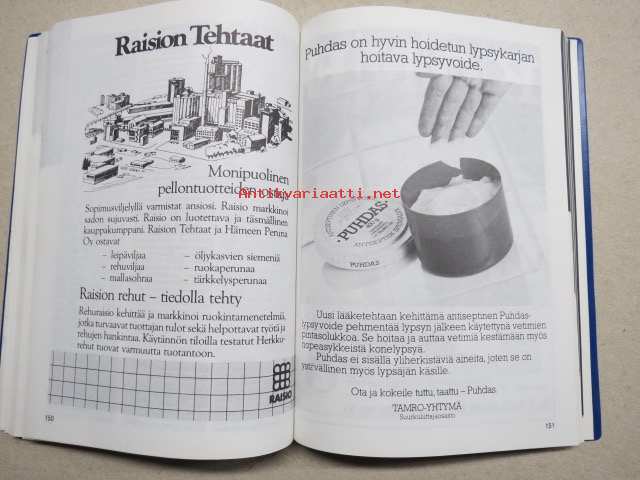 Raision Tehtaat
Monipuolinen
pellontuotteiden ostaja
Sopimusviljelyllä varmistat ansiosi. Raisio markkinoi
sadon sujuvasti. Raisio on luotettava ja täsmällinen
kauppakumppani. Raision Tehtaat ja Hämeen Peruna
Oy ostavat
– leipäviljaa
– rehuviljaa
– mallasohraa
– öljykasvien siemeniä
– ruokaperunaa
– tärkkelysperunaa
Raision rehut – tiedolla tehty
Rehuraisio kehittää ja markkinoi ruokintamenetelmiä,
jotka turvaavat tuottajan tulot sekä helpottavat työtä ja
rehujen hankintaa. Käytännön tiloilla testatut Herkku-
rehut tuovat varmuutta tuotantoon.
RAISIO
150
Puhdas on hyvin hoidetun lypsykarjan
hoitava lypsyvoide.
PUHDAS
PUHDAS
Uusi lääketehtaan kehittämä antiseptinen Puhdas-
lypsyvoide pehmentää lypsyn jälkeen käytettynä vetimien
pintasolukkoa. Se hoitaa ja auttaa vetimiä kestämään myös
nopeasykkeistä konelypsyä.
Puhdas ei sisällä yliherkistäviä aineita, joten se on
ystävällinen myös lypsäjän käsille.
Ota ja kokeile tuttu, taattu – Puhdas.
TAMRO-YHTYMÄ
Suurkuluttajaosasto
151
Antikvariaatti.net